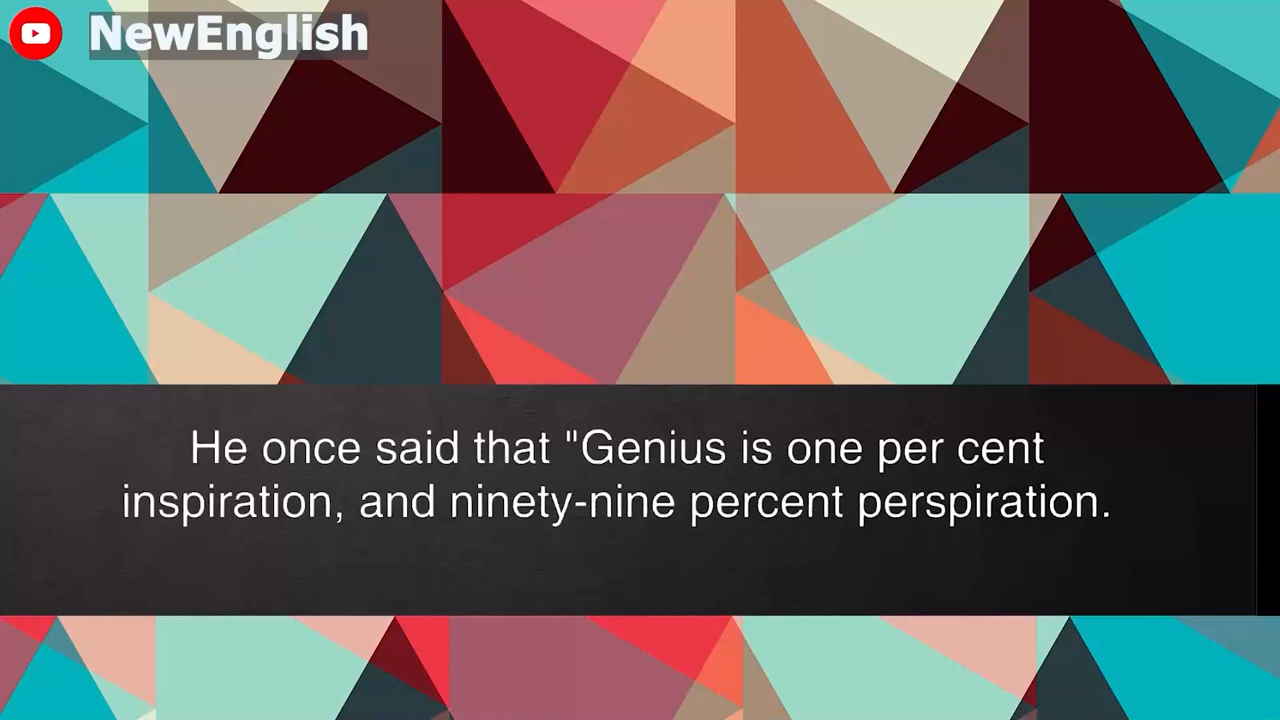 NewEnglish
He once said that "Genius is one per cent
inspiration, and ninety-nine percent perspiration.